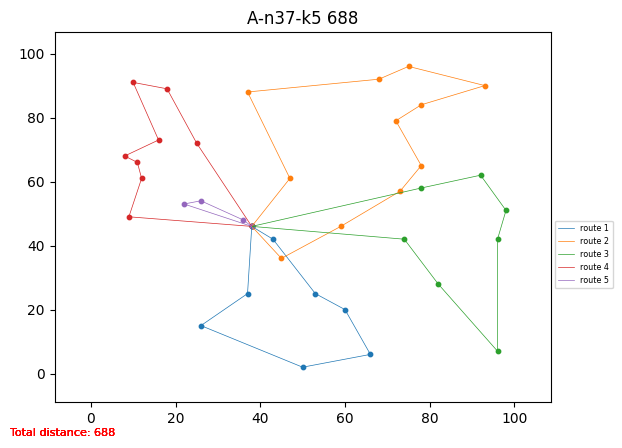 A-n37-k5 688
100
80
60
40
20
0
0 20 40 60 80 100
route 1
route 2
route 3
route 4
route 5
Total distance: 688